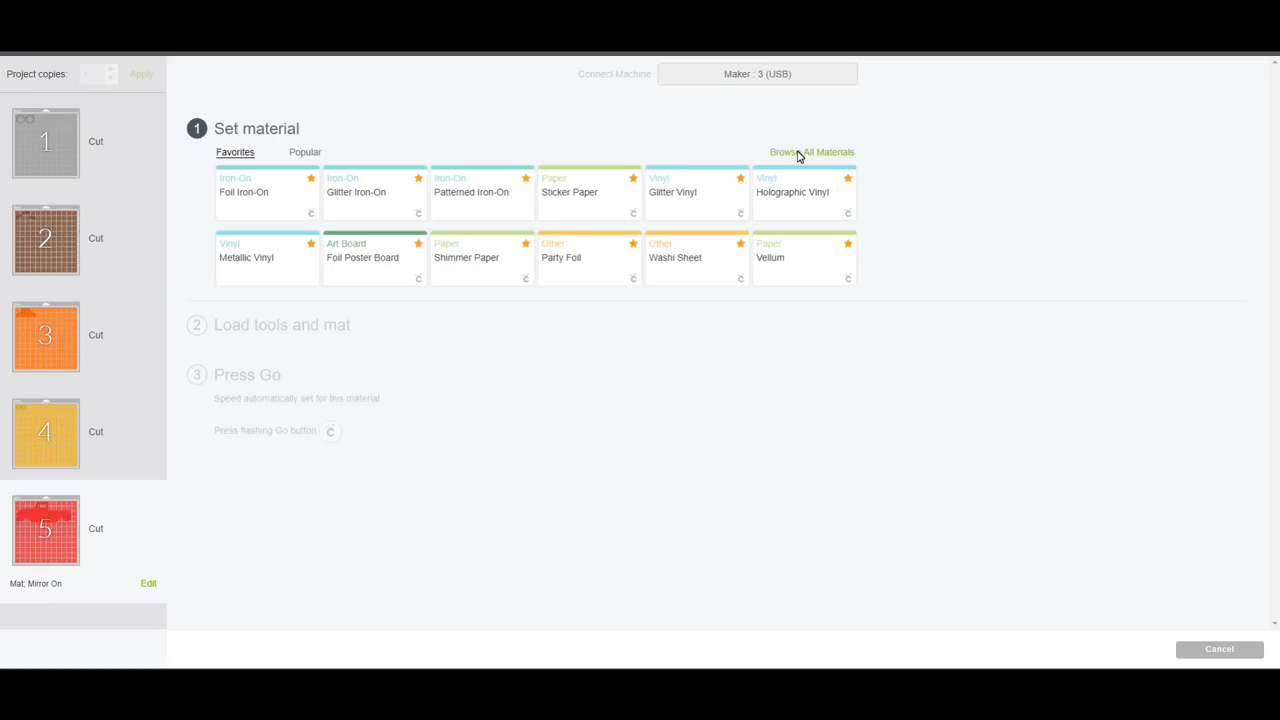 Project copies: 1 Apply
Connect Machine Maker : 3 (USB)
1 Set material
Favorites Popular Browse All Materials
Iron-On Iron-On Iron-On Paper Vinyl Vinyl
Foil Iron-On Glitter Iron-On Patterned Iron-On Sticker Paper Glitter Vinyl Holographic Vinyl
Vinyl Art Board Paper Other Other Paper
Metallic Vinyl Foil Poster Board Shimmer Paper Party Foil Washi Sheet Vellum
2 Load tools and mat
3 Press Go
Speed automatically set for this material
Press flashing Go button
1 Cut
2 Cut
3 Cut
4 Cut
5 Cut
Mat; Mirror On Edit
Cancel